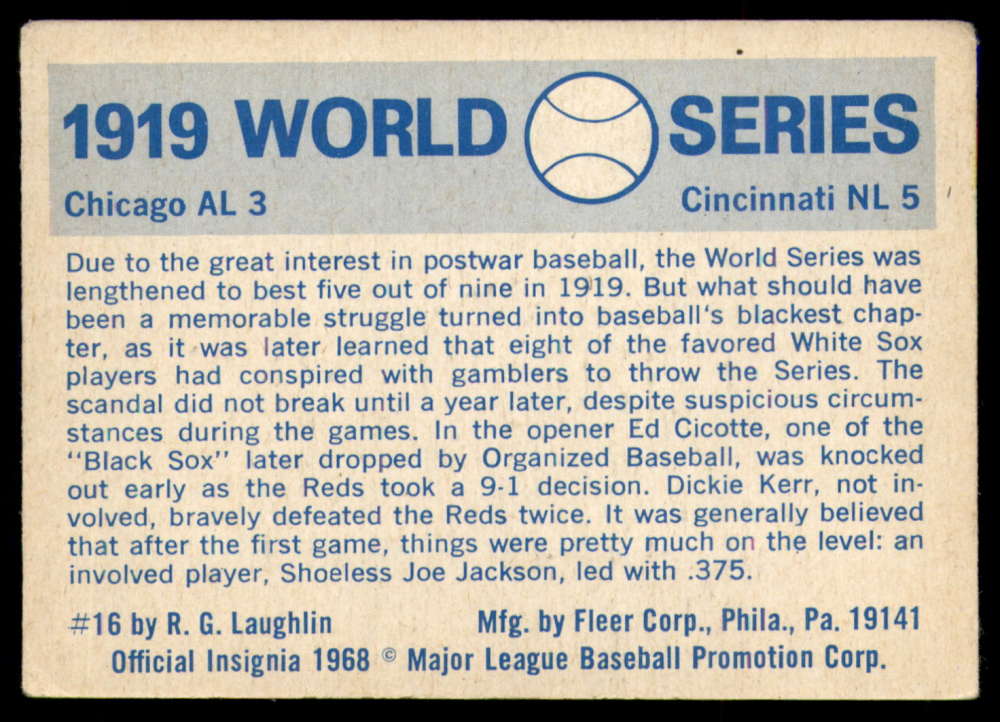 1919 WORLD SERIES
Chicago AL 3 Cincinnati NL 5
Due to the great interest in postwar baseball, the World Series was
lengthened to best five out of nine in 1919. But what should have
been a memorable struggle turned into baseball's blackest chap-
ter, as it was later learned that eight of the favored White Sox
players had conspired with gamblers to throw the Series. The
scandal did not break until a year later, despite suspicious circum-
stances during the games. In the opener Ed Cicotte, one of the
"Black Sox" later dropped by Organized Baseball, was knocked
out early as the Reds took a 9-1 decision. Dickie Kerr, not in-
volved, bravely defeated the Reds twice. It was generally believed
that after the first game, things were pretty much on the level: an
involved player, Shoeless Joe Jackson, led with .375.
#16 by R. G. Laughlin Mfg. by Fleer Corp., Phila., Pa. 19141
Official Insignia 1968 © Major League Baseball Promotion Corp.